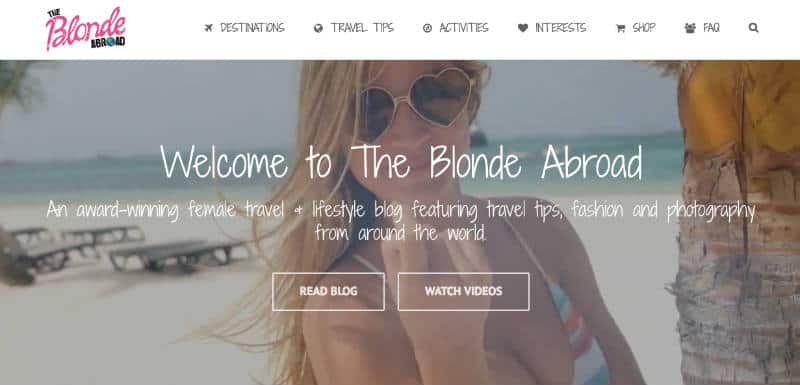 THE
Blonde
ABROAD
DESTINATIONS TRAVEL TIPS ACTIVITIES INTERESTS SHOP FAQ
Welcome to The Blonde Abroad
An award-winning female travel & lifestyle blog featuring travel tips, fashion and photography
from around the world.
READ BLOG WATCH VIDEOS